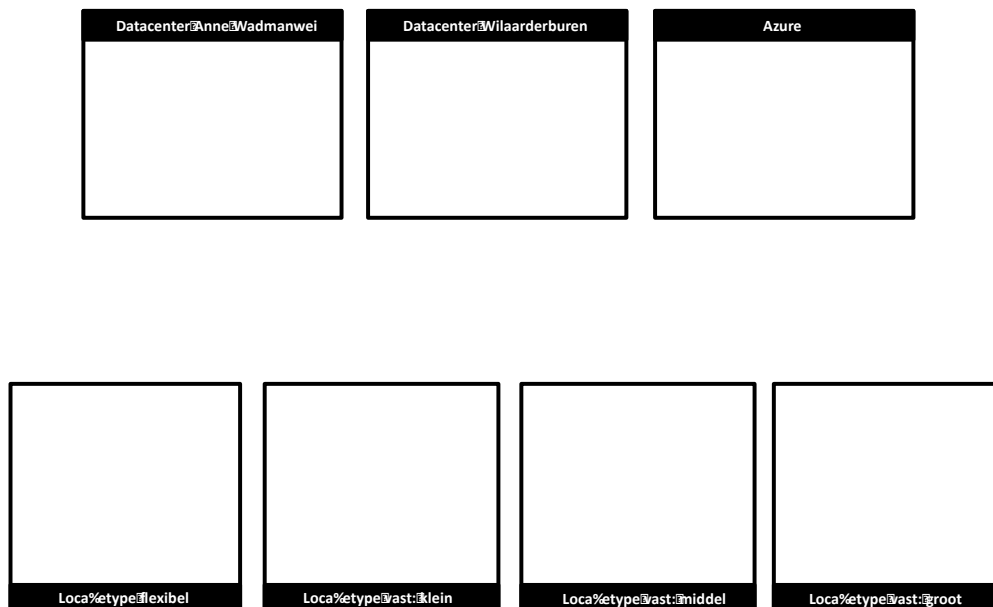 Datacenter Anne Wadmanwei
Datacenter Wilaarderburen
Azure
Loca%etype flexibel
Loca%etype vast: klein
Loca%etype vast: middel
Loca%etype vast: groot